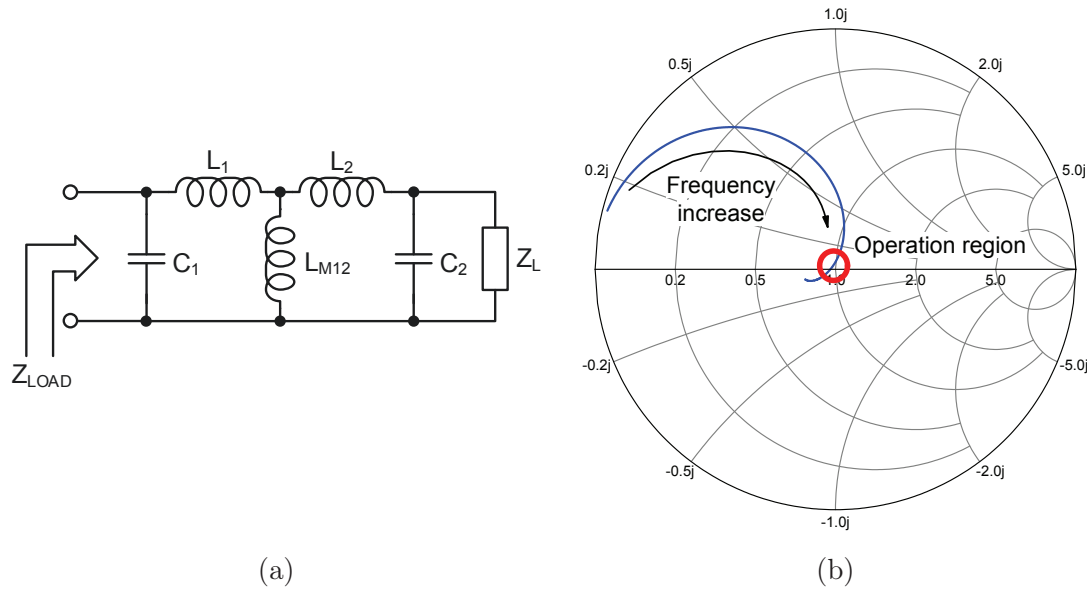 L1
L2
C1
LM12
C2
ZL
ZLOAD
(a)
1.0j
0.5j
2.0j
0.2j
5.0j
Frequency
increase
Operation region
0.2
0.5
1.0
2.0
5.0
-0.2j
-5.0j
-0.5j
-2.0j
-1.0j
(b)